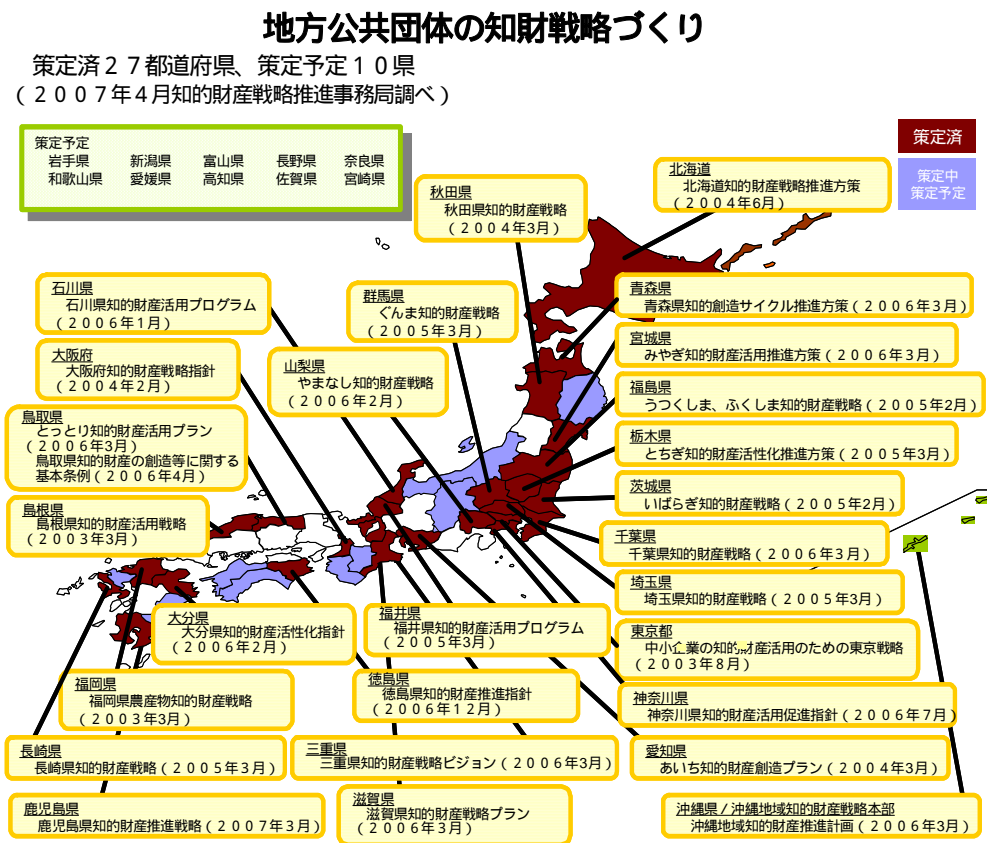 地方公共団体の知財戦略づくり
策定済27都道府県、策定予定10県
(2007年4月知的財産戦略推進事務局調べ)
策定予定
岩手県 新潟県 富山県 長野県 奈良県
和歌山県 愛媛県 高知県 佐賀県 宮崎県
策定済
策定中
策定予定
北海道
北海道知的財産戦略推進方策
(2004年6月)
秋田県
秋田県知的財産戦略
(2004年3月)
石川県
石川県知的財産活用プログラム
(2006年1月)
群馬県
ぐんま知的財産戦略
(2005年3月)
青森県
青森県知的創造サイクル推進方策(2006年3月)
宮城県
みやぎ知的財産活用推進方策(2006年3月)
大阪府
大阪府知的財産戦略指針
(2004年2月)
山梨県
やまなし知的財産戦略
(2006年2月)
福島県
うつくしま、ふくしま知的財産戦略(2005年2月)
鳥取県
とっとり知的財産活用プラン
(2006年3月)
鳥取県知的財産の創造等に関する
基本条例(2006年4月)
栃木県
とちぎ知的財産活性化推進方策(2005年3月)
茨城県
いばらぎ知的財産戦略(2005年2月)
島根県
島根県知的財産活用戦略
(2003年3月)
千葉県
千葉県知的財産戦略(2006年3月)
埼玉県
埼玉県知的財産戦略(2005年3月)
大分県
大分県知的財産活性化指針
(2006年2月)
福井県
福井県知的財産活用プログラム
(2005年3月)
東京都
中小企業の知的財産活用のための東京戦略
(2003年8月)
福岡県
福岡県農産物知的財産戦略
(2003年3月)
徳島県
徳島県知的財産推進指針
(2006年12月)
神奈川県
神奈川県知的財産活用促進指針(2006年7月)
長崎県
長崎県知的財産戦略(2005年3月)
三重県
三重県知的財産戦略ビジョン(2006年3月)
愛知県
あいち知的財産創造プラン(2004年3月)
鹿児島県
鹿児島県知的財産推進戦略(2007年3月)
滋賀県
滋賀県知的財産戦略プラン
(2006年3月)
沖縄県/沖縄地域知的財産戦略本部
沖縄地域知的財産推進計画(2006年3月)